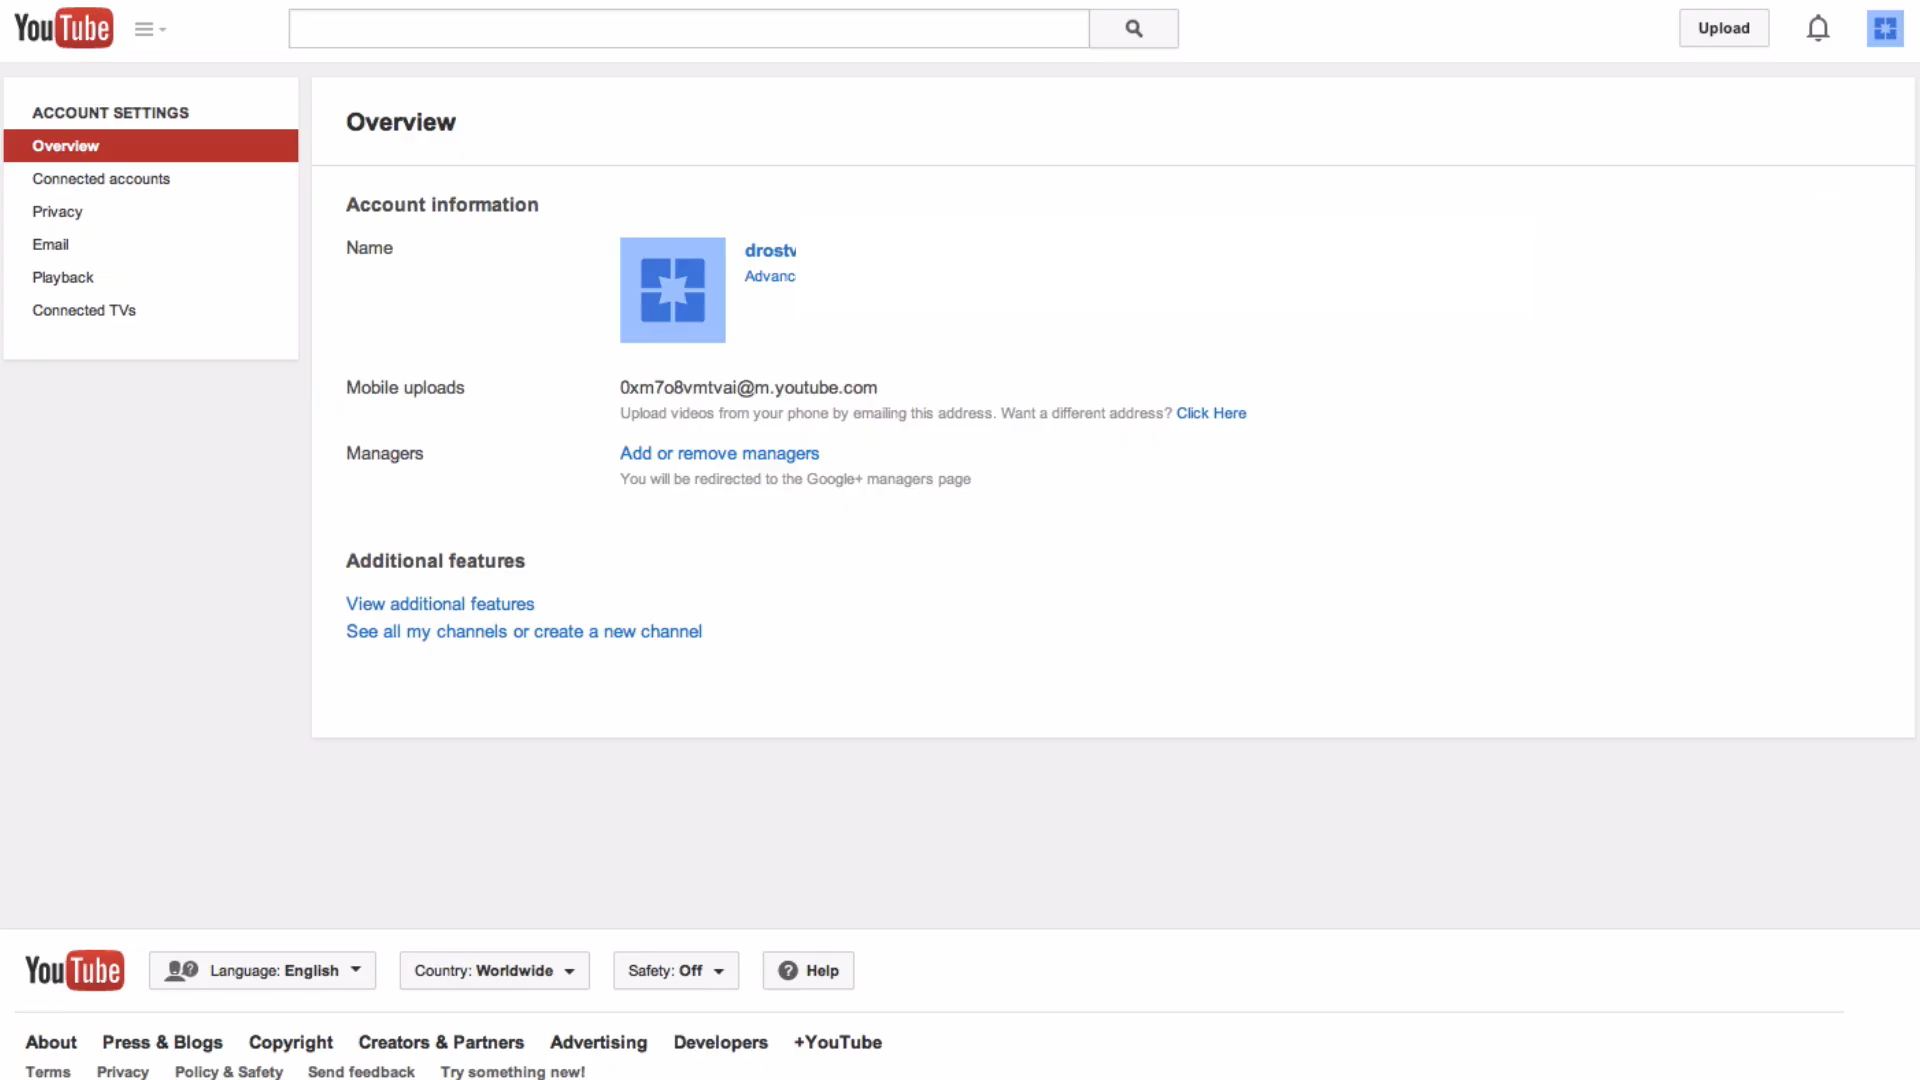 YouTube
Upload
ACCOUNT SETTINGS
Overview
Connected accounts
Privacy
Email
Playback
Connected TVs
Overview
Account information
Name
drostv
Advanc
Mobile uploads
0xm7o8vmtvai@m.youtube.com
Upload videos from your phone by emailing this address. Want a different address? Click Here
Managers
Add or remove managers
You will be redirected to the Google+ managers page
Additional features
View additional features
See all my channels or create a new channel
YouTube
Language: English
Country: Worldwide
Safety: Off
Help
About Press & Blogs Copyright Creators & Partners Advertising Developers +YouTube
Terms Privacy Policy & Safety Send feedback Try something new!